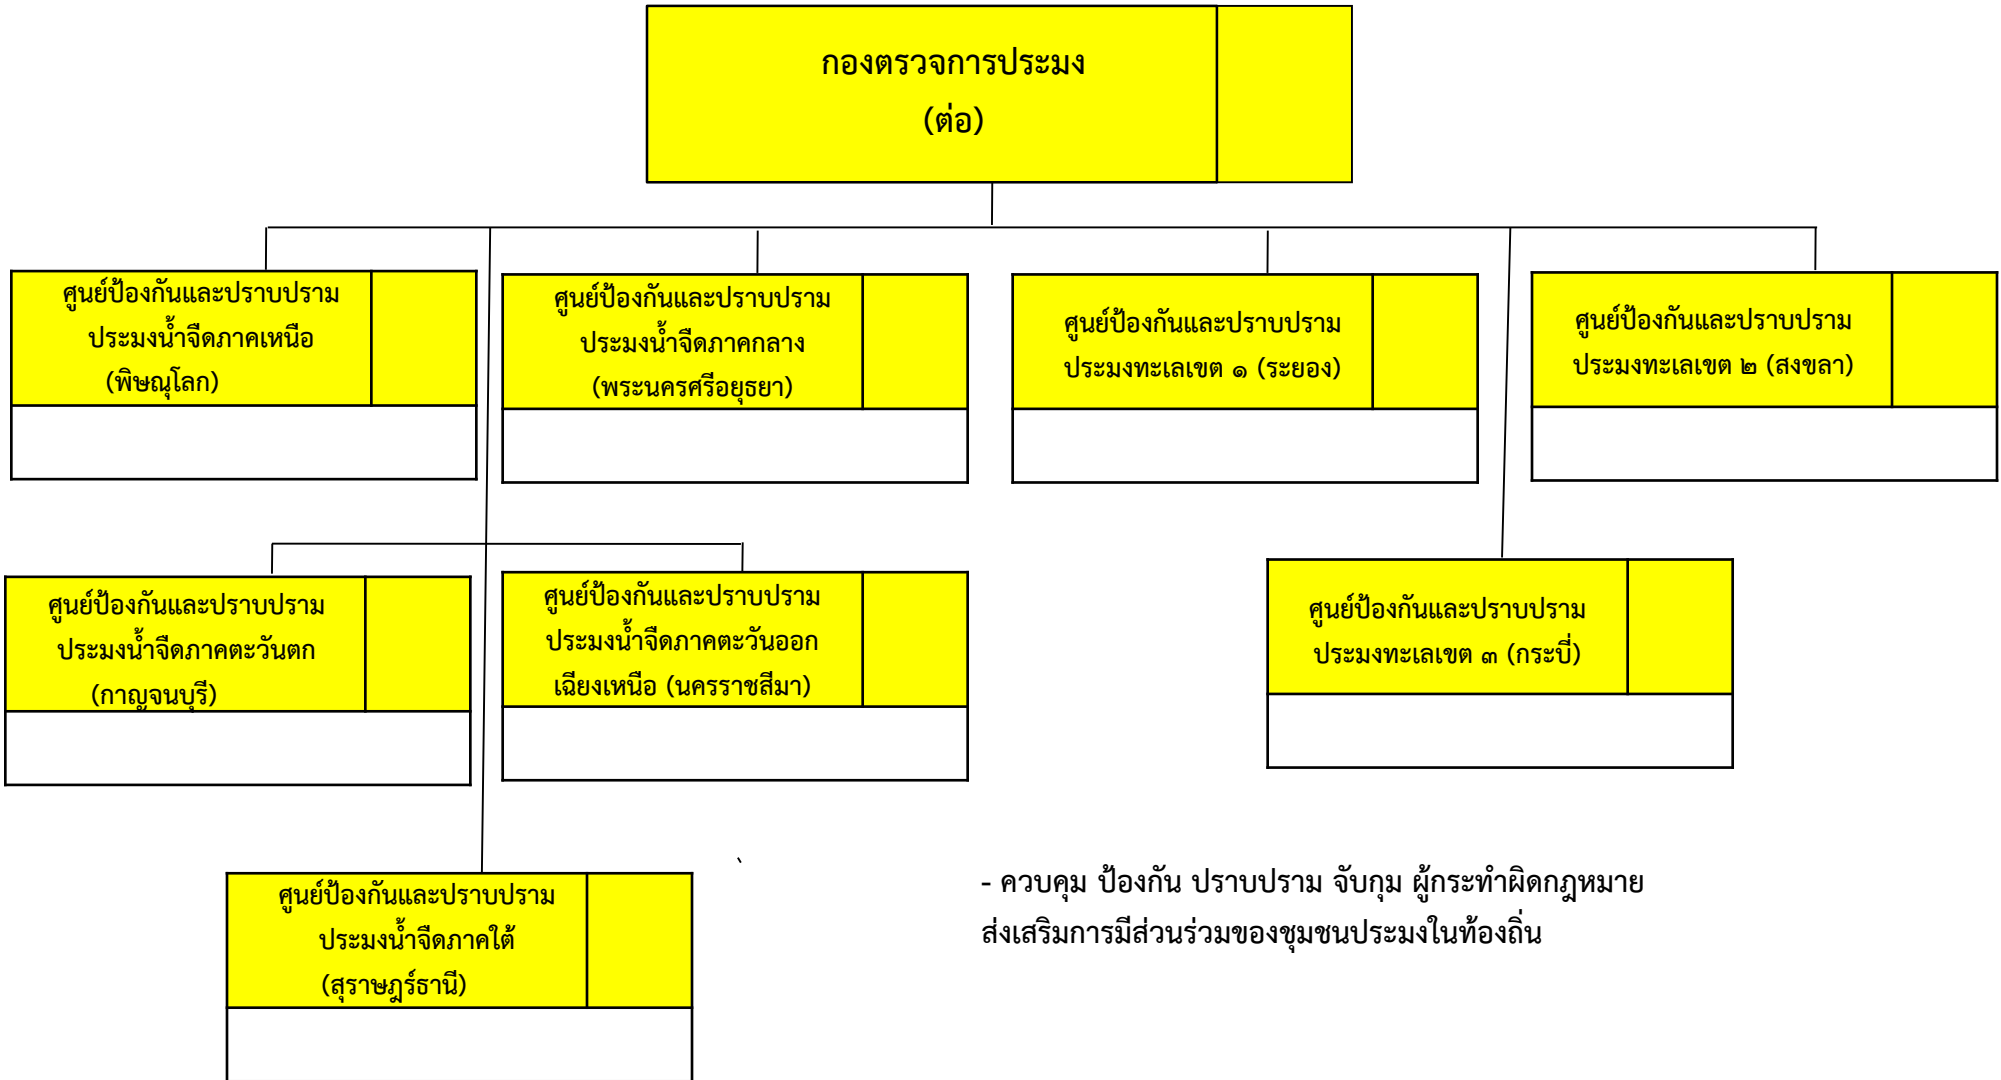 กองตรวจการประมง
(ต่อ)
ศูนย์ป้องกันและปราบปราม
ประมงน้ำจืดภาคเหนือ
(พิษณุโลก)
ศูนย์ป้องกันและปราบปราม
ประมงน้ำจืดภาคกลาง
(พระนครศรีอยุธยา)
ศูนย์ป้องกันและปราบปราม
ประมงทะเลเขต ๑ (ระยอง)
ศูนย์ป้องกันและปราบปราม
ประมงทะเลเขต ๒ (สงขลา)
ศูนย์ป้องกันและปราบปราม
ประมงน้ำจืดภาคตะวันตก
(กาญจนบุรี)
ศูนย์ป้องกันและปราบปราม
ประมงน้ำจืดภาคตะวันออก
เฉียงเหนือ (นครราชสีมา)
ศูนย์ป้องกันและปราบปราม
ประมงทะเลเขต ๓ (กระบี่)
ศูนย์ป้องกันและปราบปราม
ประมงน้ำจืดภาคใต้
(สุราษฎร์ธานี)
- ควบคุม ป้องกัน ปราบปราม จับกุม ผู้กระทำผิดกฎหมาย
ส่งเสริมการมีส่วนร่วมของชุมชนประมงในท้องถิ่น